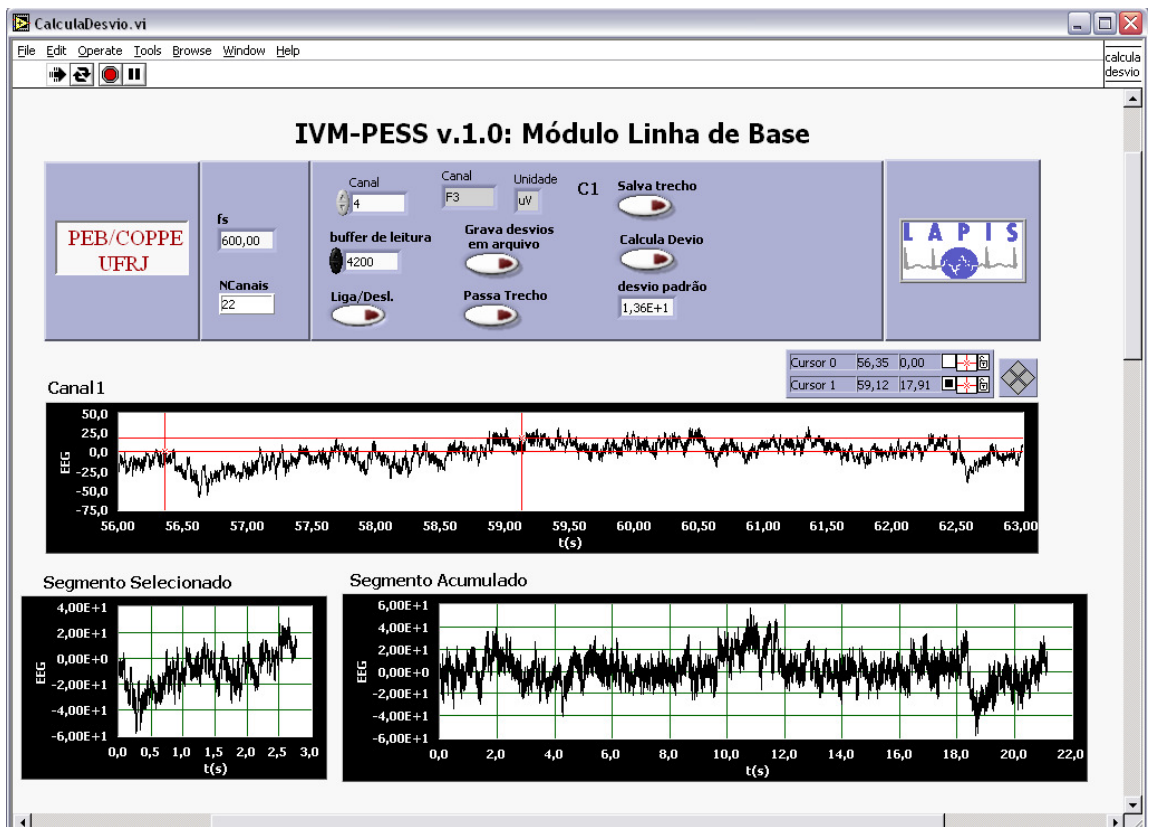 CalculaDesvio.vi
File Edit Operate Tools Browse Window Help
calcula
desvio
IVM-PESS v.1.0: Módulo Linha de Base
PEB/COPPE
UFRJ
fs
600,00
NCanais
22
Canal
4
Canal
F3
Unidade
uV
C1
Salva trecho
buffer de leitura
4200
Grava desvios
em arquivo
Calcula Devio
Liga/Desl.
Passa Trecho
desvio padrão
1,36E+1
L A P I S
Cursor 0 56,35 0,00
Cursor 1 59,12 17,91
Canal1
50,0
25,0
0,0
-25,0
-50,0
-75,0
EEG
56,00 56,50 57,00 57,50 58,00 58,50 59,00 59,50 60,00 60,50 61,00 61,50 62,00 62,50 63,00
t(s)
Segmento Selecionado
4,00E+1
2,00E+1
0,00E+0
-2,00E+1
-4,00E+1
-6,00E+1
EEG
0,0 0,5 1,0 1,5 2,0 2,5 3,0
t(s)
Segmento Acumulado
6,00E+1
4,00E+1
2,00E+1
0,00E+0
-2,00E+1
-4,00E+1
-6,00E+1
EEG
0,0 2,0 4,0 6,0 8,0 10,0 12,0 14,0 16,0 18,0 20,0 22,0
t(s)